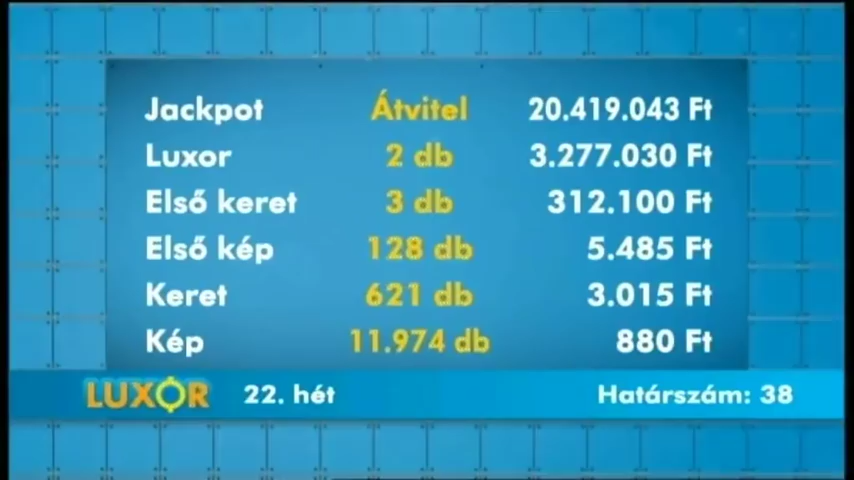 Jackpot Átvitel 20.419.043 Ft
Luxor 2 db 3.277.030 Ft
Első keret 3 db 312.100 Ft
Első kép 128 db 5.485 Ft
Keret 621 db 3.015 Ft
Kép 11.974 db 880 Ft
LUXOR 22. hét Határszám: 38